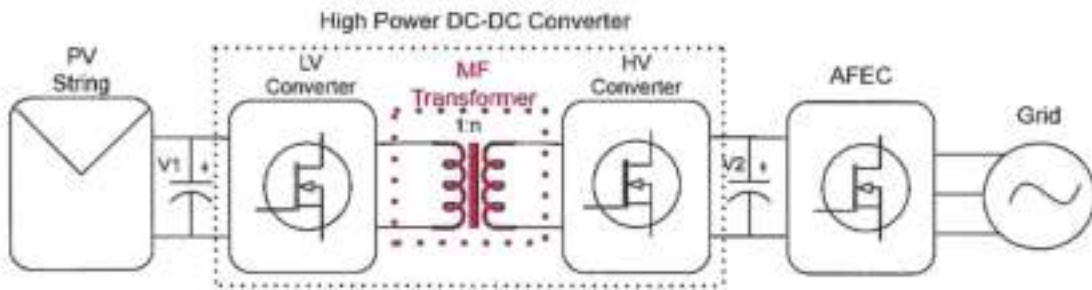 High Power DC-DC Converter
PV
String
LV
Converter
MF
Transformer
1:n
HV
Converter
AFEC
Grid
V1
+
V2
+